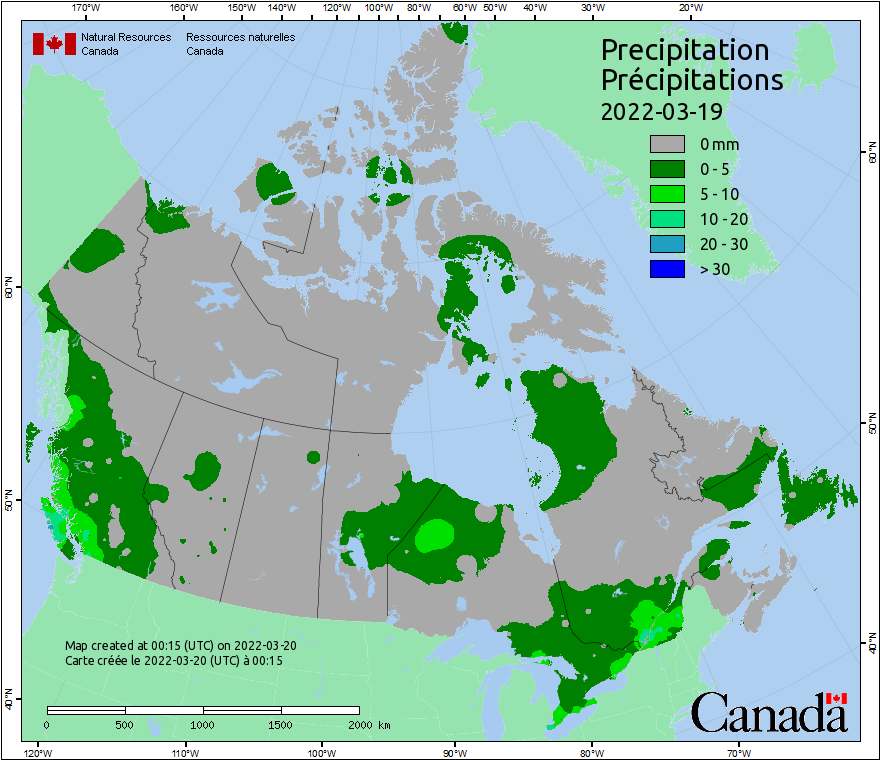 170°W 160°W 150°W 140°W 120°W 100°W 80°W 60°W 50°W 40°W 30°W 20°W
Natural Resources Ressources naturelles
Canada Canada
Precipitation
Précipitations
2022-03-19
0 mm
0 - 5
5 - 10
10 - 20
20 - 30
> 30
60°N
60°N
50°N
50°N
40°N
40°N
Map created at 00:15 (UTC) on 2022-03-20
Carte créée le 2022-03-20 (UTC) à 00:15
0 500 1000 1500 2000 km
Canada
120°W 110°W 100°W 90°W 80°W 70°W